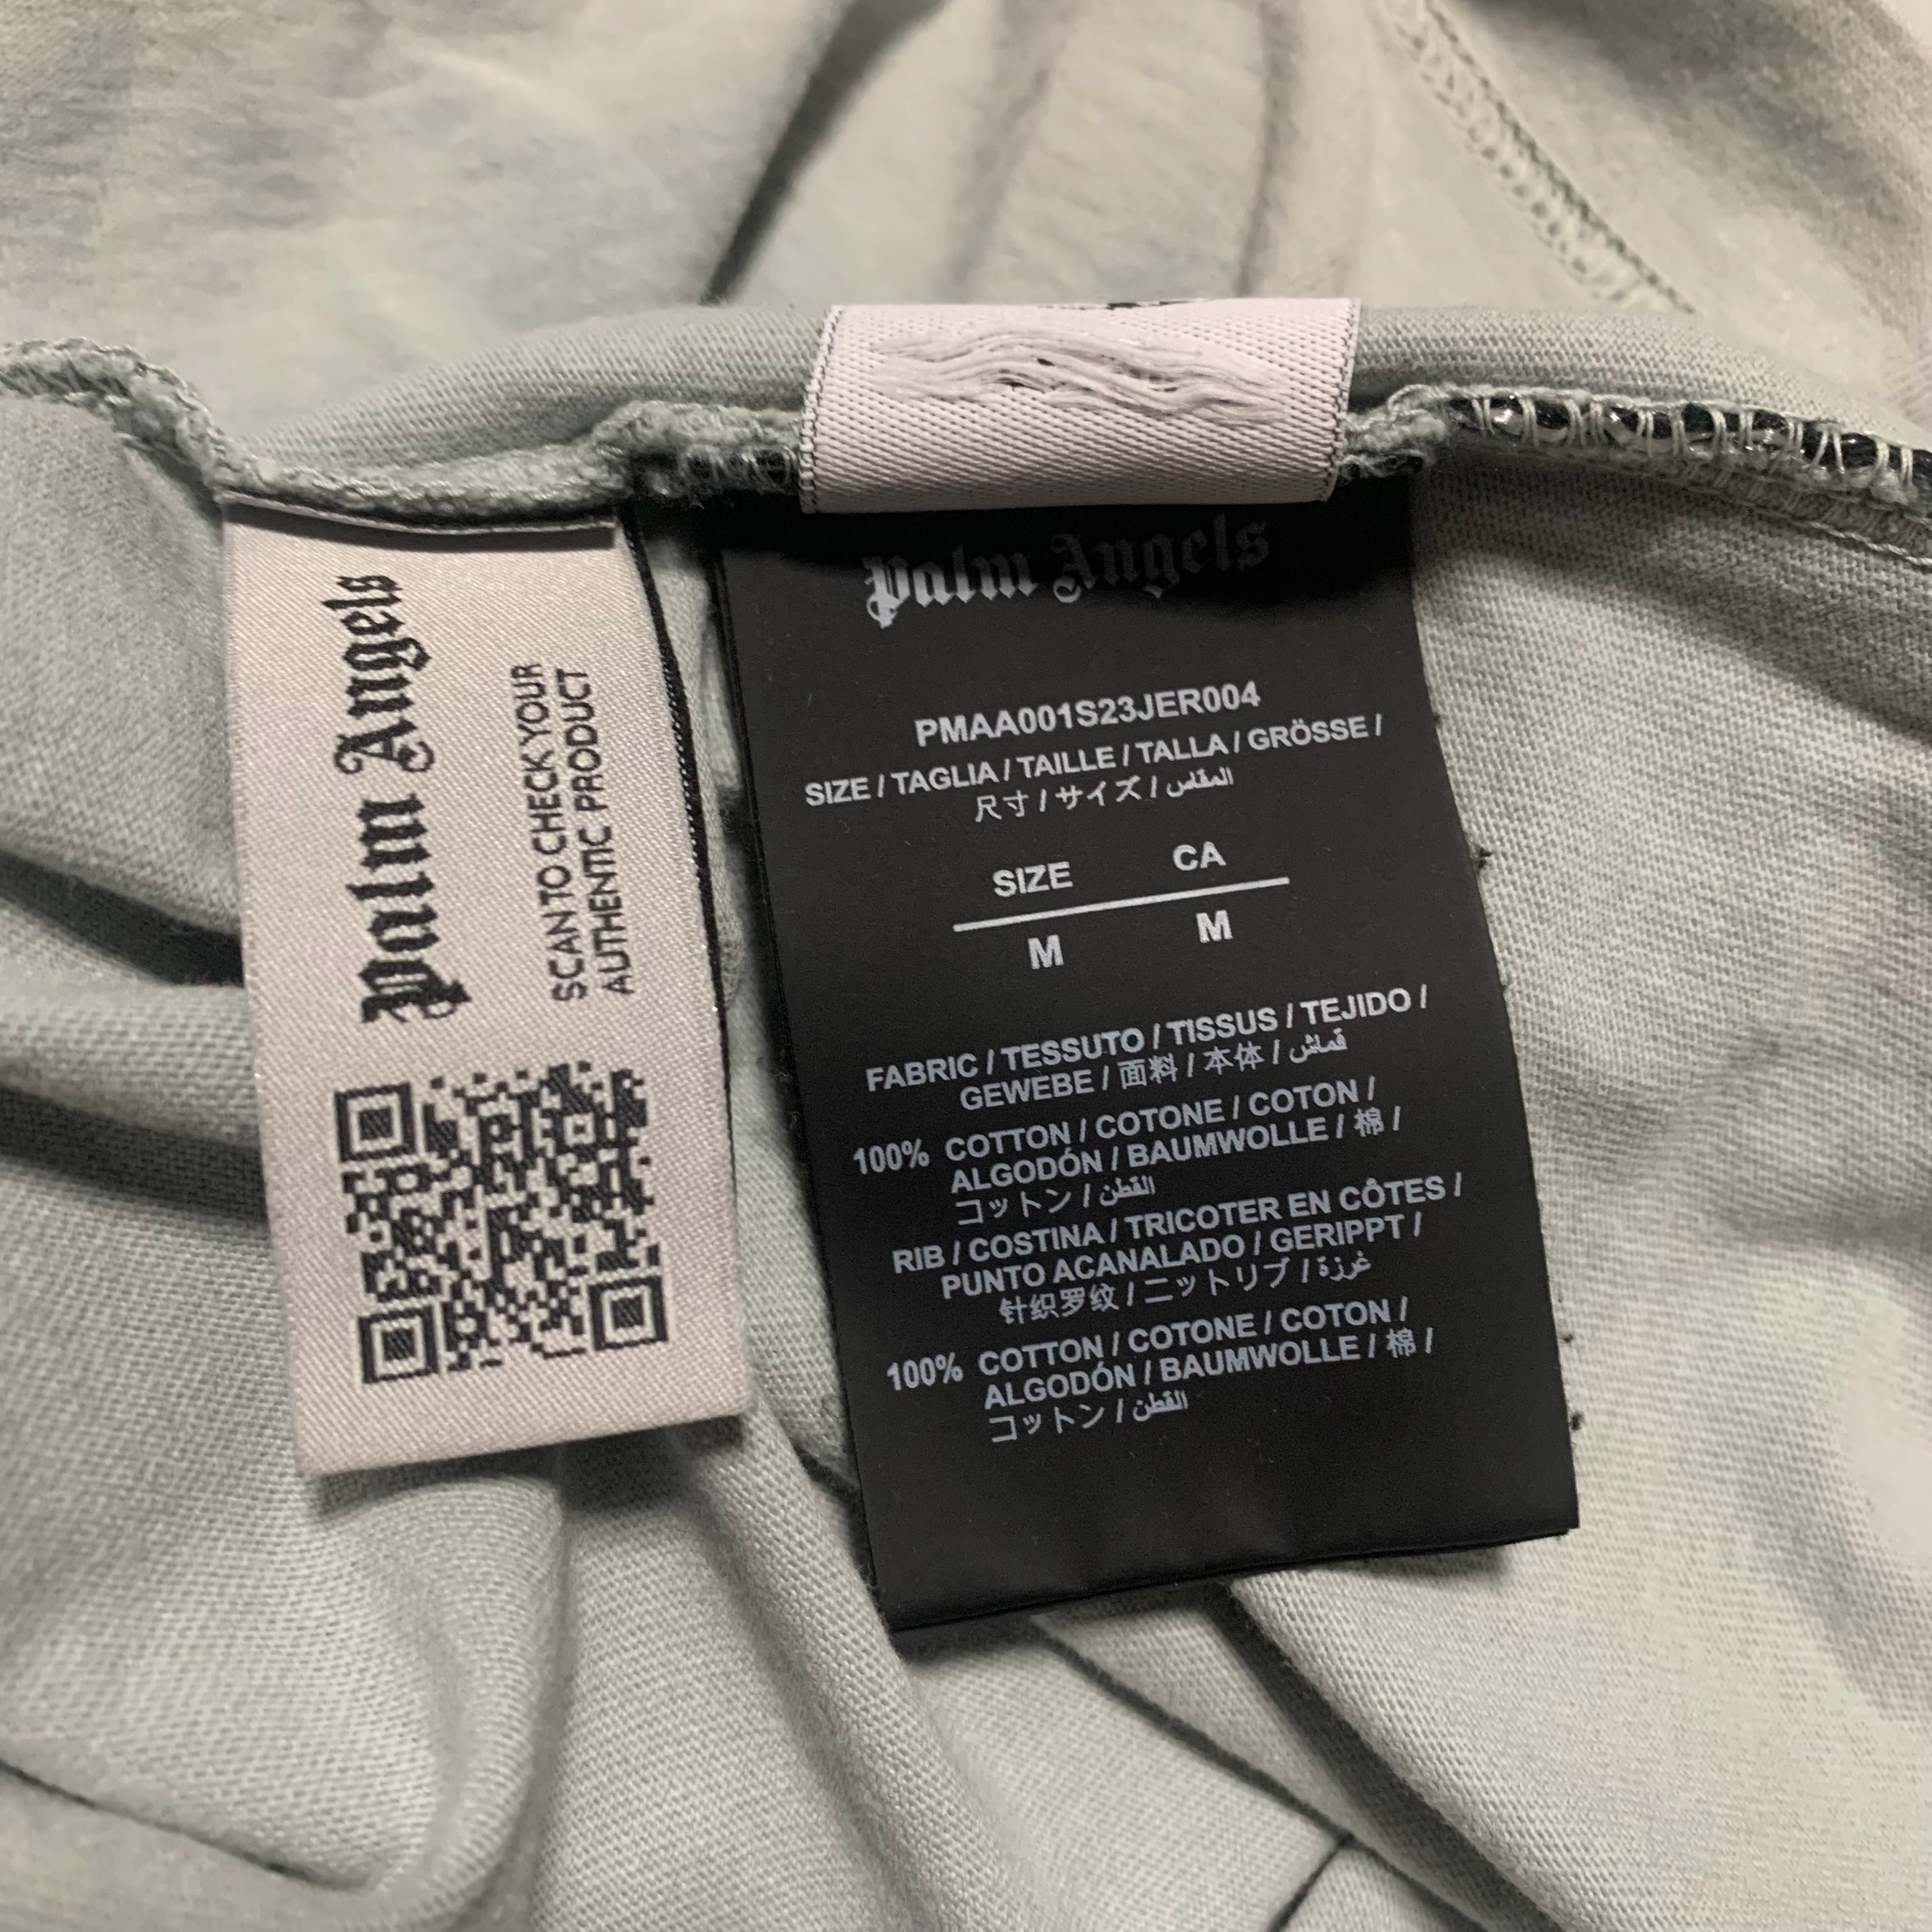 Palm Angels
SCAN TO CHECK YOUR
AUTHENTIC PRODUCT
Palm Angels
PMAA001S23JER004
SIZE / TAGLIA / TAILLE / TALLA / GRÖSSE /
尺寸 / サイズ / المقاس
SIZE CA
M M
FABRIC / TESSUTO / TISSUS / TEJIDO /
GEWEBE / 面料 / 本体 / قماش
100% COTTON / COTONE / COTON /
ALGODÓN / BAUMWOLLE / 棉 /
コットン / القطن
RIB / COSTINA / TRICOTER EN CÔTES /
PUNTO ACANALADO / GERIPPT /
针织罗纹 / ニットリブ / غرزة
100% COTTON / COTONE / COTON /
ALGODÓN / BAUMWOLLE / 棉 /
コットン / القطن